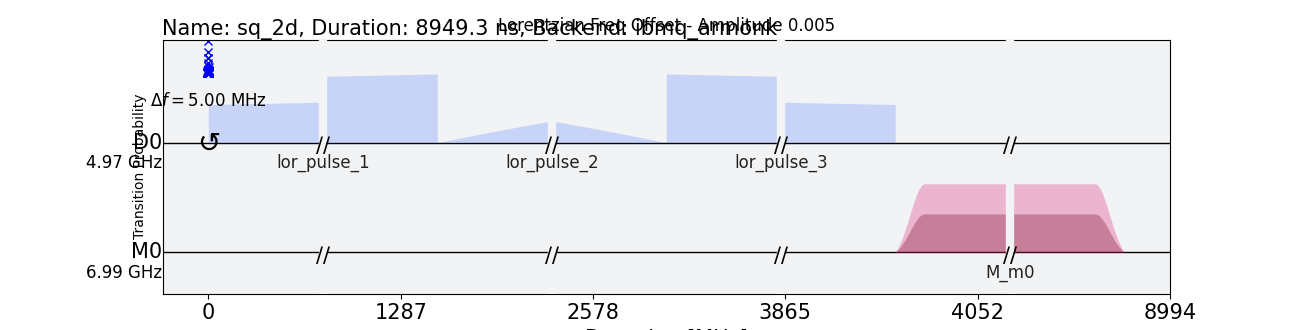 Lorentzian Freq Offset - Amplitude 0.005
Name: sq_2d, Duration: 8949.3 ns, Backend: ibmq_armonk
Δf = 5.00 MHz
Transition Probability
D0
4.97 GHz
lor_pulse_1
lor_pulse_2
lor_pulse_3
M0
6.99 GHz
M_m0
0
1287
2578
3865
4052
8994